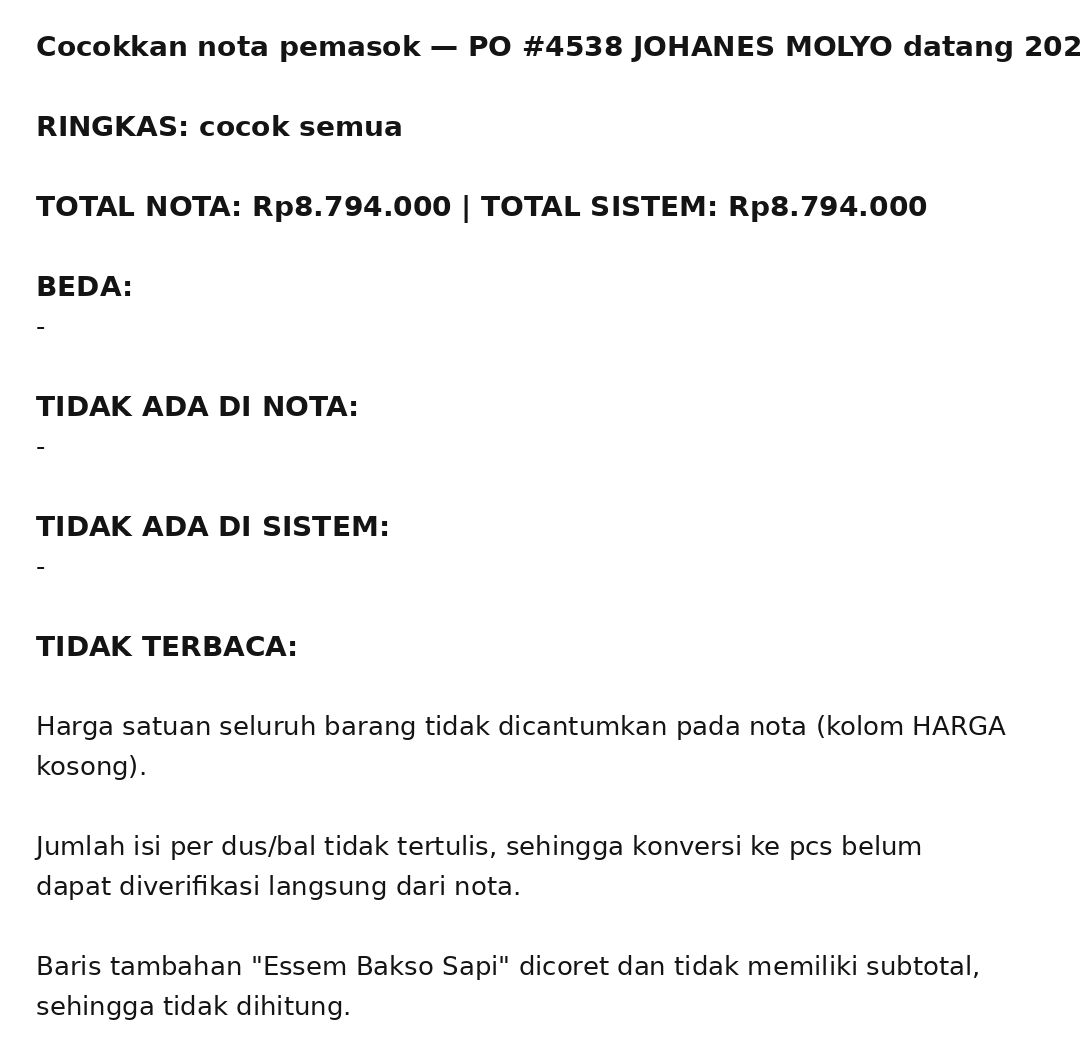 Cocokkan nota pemasok — PO #4538 JOHANES MOLYO datang 202
RINGKAS: cocok semua
TOTAL NOTA: Rp8.794.000 | TOTAL SISTEM: Rp8.794.000
BEDA:
-
TIDAK ADA DI NOTA:
-
TIDAK ADA DI SISTEM:
-
TIDAK TERBACA:
Harga satuan seluruh barang tidak dicantumkan pada nota (kolom HARGA
kosong).
Jumlah isi per dus/bal tidak tertulis, sehingga konversi ke pcs belum
dapat diverifikasi langsung dari nota.
Baris tambahan "Essem Bakso Sapi" dicoret dan tidak memiliki subtotal,
sehingga tidak dihitung.